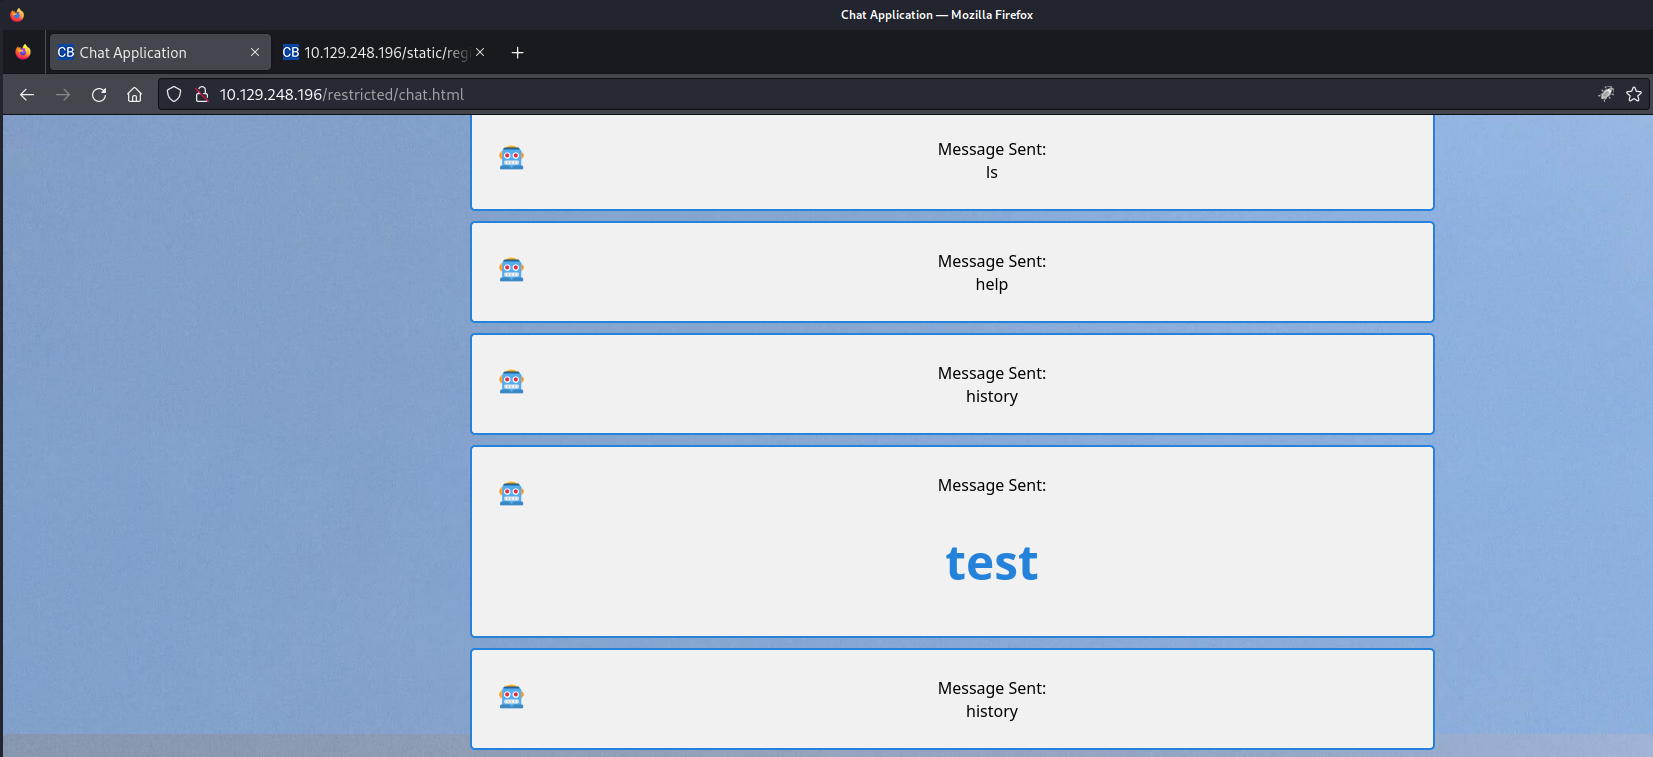 Chat Application — Mozilla Firefox
CB Chat Application
CB 10.129.248.196/static/reg
10.129.248.196/restricted/chat.html
Message Sent:
ls
Message Sent:
help
Message Sent:
history
Message Sent:
test
Message Sent:
history